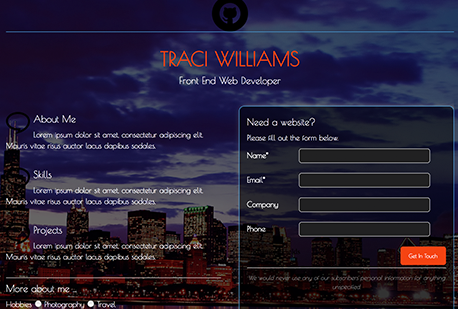 TRACI WILLIAMS
Front End Web Developer
About Me
Lorem ipsum dolor sit amet, consectetur adipiscing elit.
Mauris vitae risus auctor lacus dapibus sodales.
Skills
Lorem ipsum dolor sit amet, consectetur adipiscing elit.
Mauris vitae risus auctor lacus dapibus sodales.
Projects
Lorem ipsum dolor sit amet, consectetur adipiscing elit.
Mauris vitae risus auctor lacus dapibus sodales.
More about me ...
Hobbies Photography Travel
Need a website?
Please fill out the form below.
Name*
Email*
Company
Phone
Get In Touch
We would never use any of our subscribers personal information for anything
unspecified.